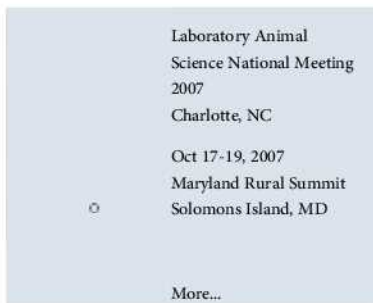 Laboratory Animal
Science National Meeting
2007
Charlotte, NC
Oct 17-19, 2007
Maryland Rural Summit
Solomons Island, MD
More...